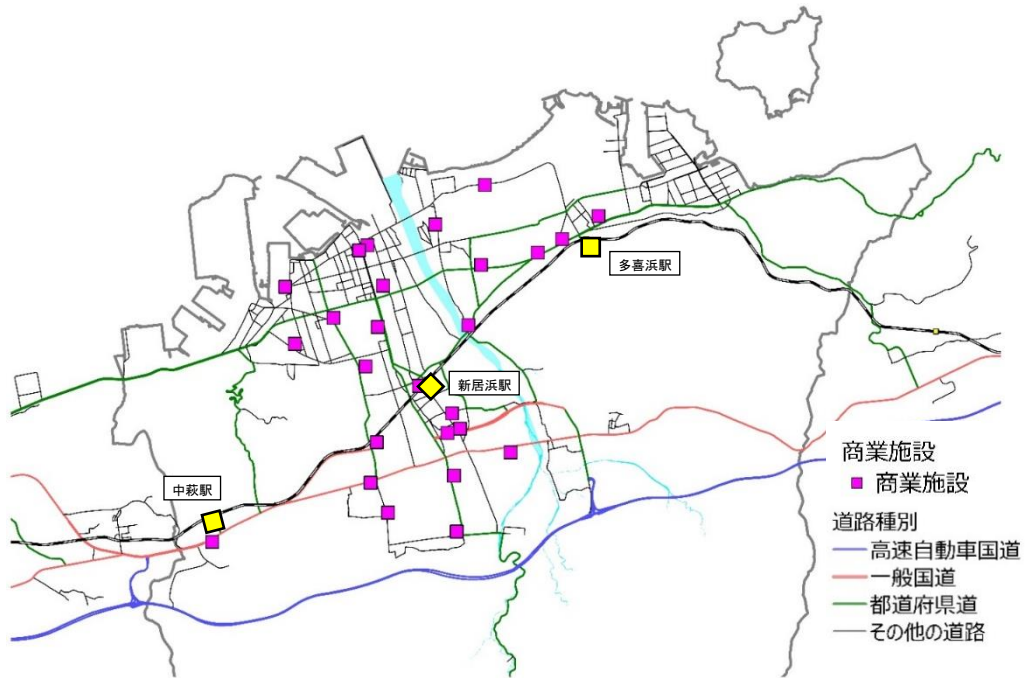 多喜浜駅
新居浜駅
中萩駅
商業施設
商業施設
道路種別
高速自動車国道
一般国道
都道府県道
その他の道路